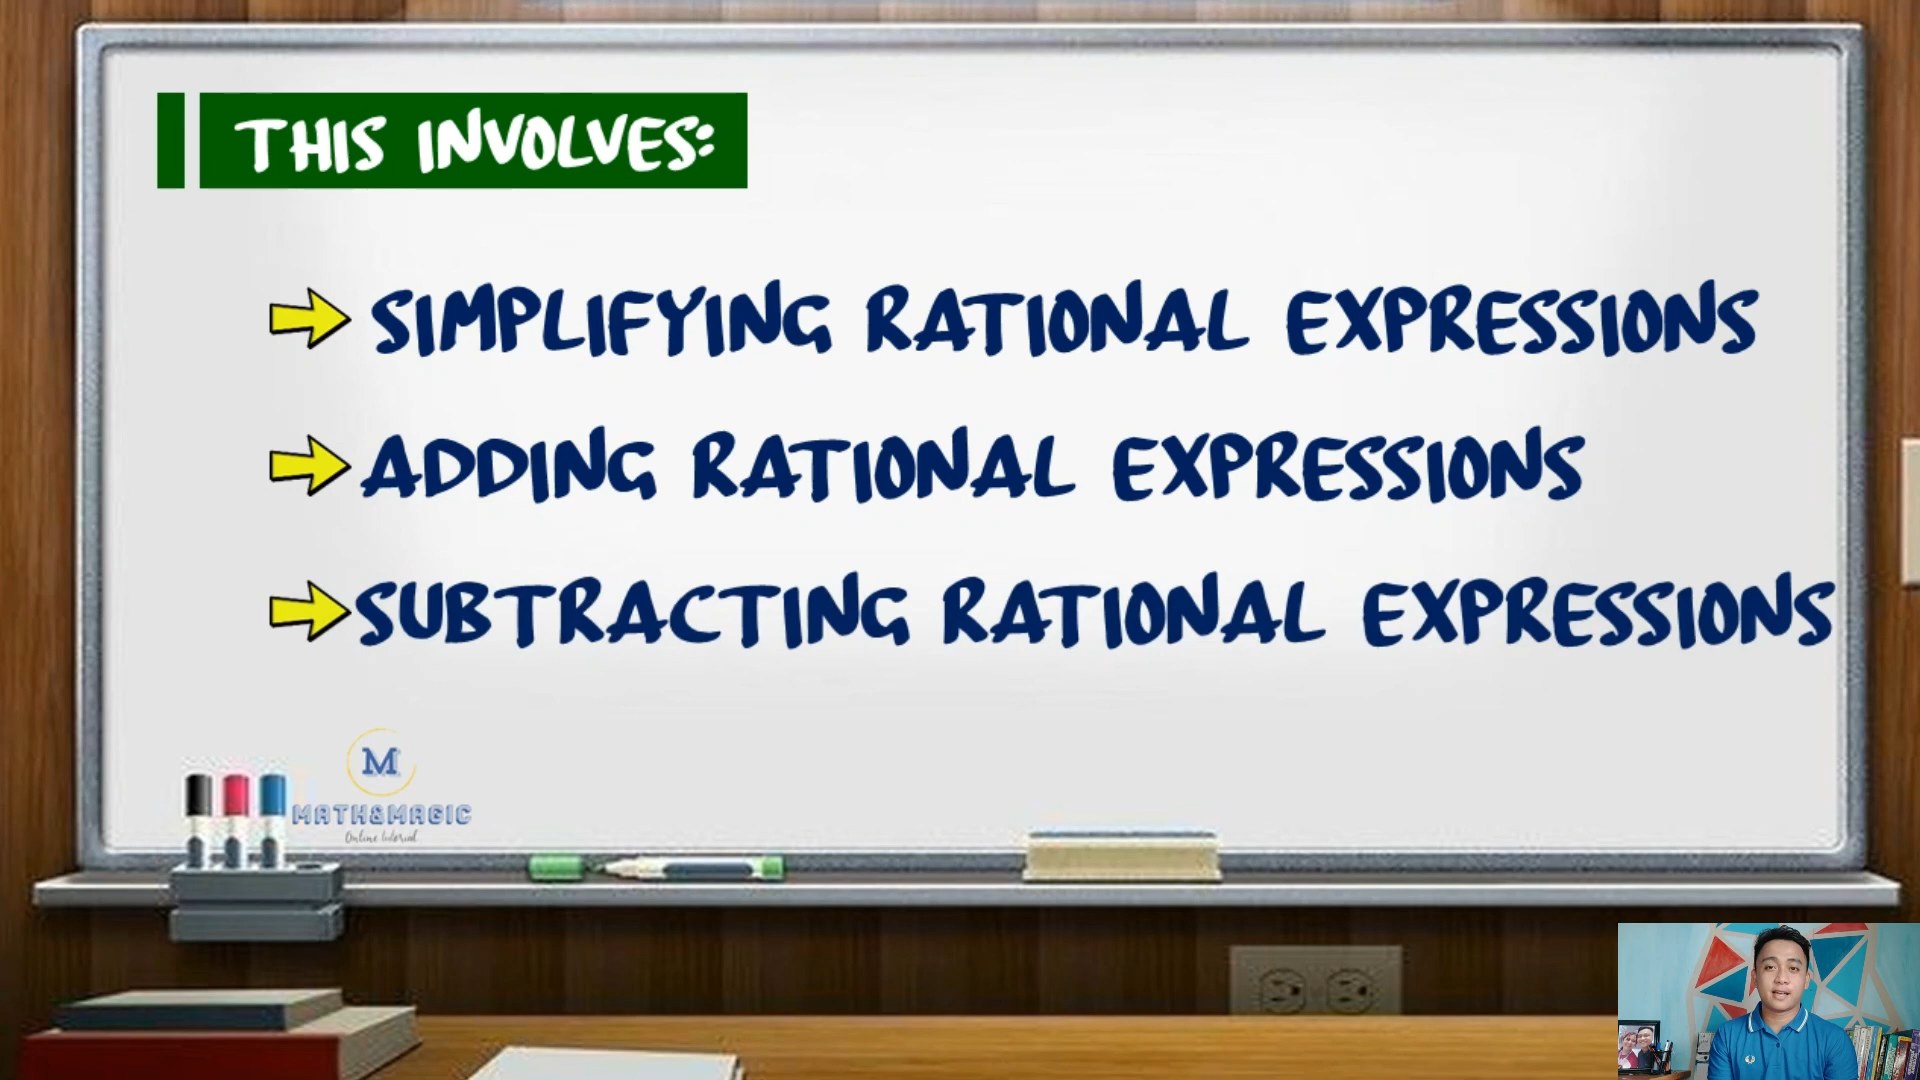 THIS INVOLVES:
SIMPLIFYING RATIONAL EXPRESSIONS
ADDING RATIONAL EXPRESSIONS
SUBTRACTING RATIONAL EXPRESSIONS
M
MATH&MAGIC
Online tutorial